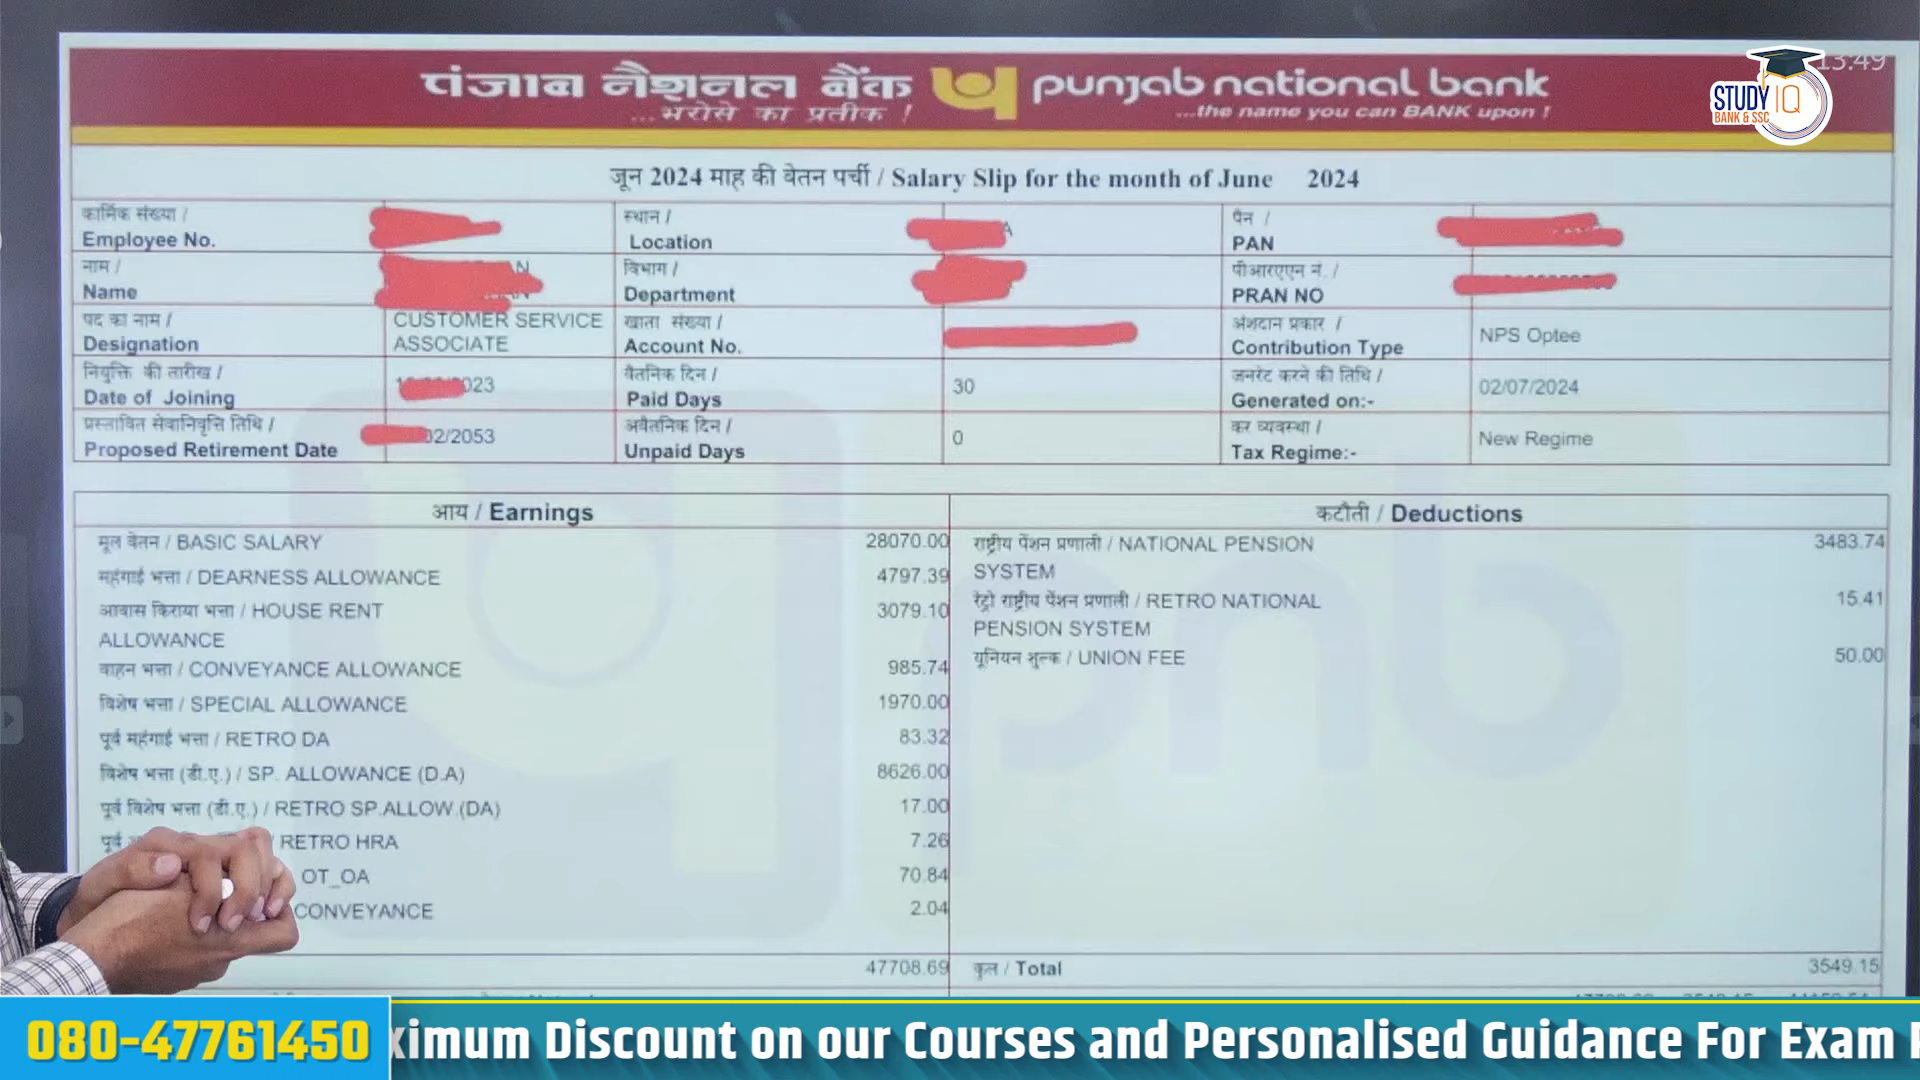 पंजाब नैशनल बैंक punjab national bank
...भरोसे का प्रतीक ! ...the name you can BANK upon !
13:49
STUDY IQ
BANK & SSC
जून 2024 माह की वेतन पर्ची / Salary Slip for the month of June 2024
कार्मिक संख्या /
Employee No.
स्थान /
Location
A
पैन /
PAN
नाम /
Name
विभाग /
Department
पीआरएएन नं. /
PRAN NO
पद का नाम /
Designation
CUSTOMER SERVICE
ASSOCIATE
खाता संख्या /
Account No.
अंशदान प्रकार /
Contribution Type
NPS Optee
नियुक्ति की तारीख /
Date of Joining
023
वैतनिक दिन /
Paid Days
30
जनरेट करने की तिथि /
Generated on:-
02/07/2024
प्रस्तावित सेवानिवृत्ति तिथि /
Proposed Retirement Date
02/2053
अवैतनिक दिन /
Unpaid Days
0
कर व्यवस्था /
Tax Regime:-
New Regime
आय / Earnings
मूल वेतन / BASIC SALARY 28070.00
महंगाई भत्ता / DEARNESS ALLOWANCE 4797.39
आवास किराया भत्ता / HOUSE RENT 3079.10
ALLOWANCE
वाहन भत्ता / CONVEYANCE ALLOWANCE 985.74
विशेष भत्ता / SPECIAL ALLOWANCE 1970.00
पूर्व महंगाई भत्ता / RETRO DA 83.32
विशेष भत्ता (डी.ए.) / SP. ALLOWANCE (D.A) 8626.00
पूर्व विशेष भत्ता (डी.ए.) / RETRO SP.ALLOW.(DA) 17.00
पूर्व RETRO HRA 7.26
OT_OA 70.84
CONVEYANCE 2.04
47708.69
कटौती / Deductions
राष्ट्रीय पेंशन प्रणाली / NATIONAL PENSION 3483.74
SYSTEM
रेट्रो राष्ट्रीय पेंशन प्रणाली / RETRO NATIONAL 15.41
PENSION SYSTEM
यूनियन शुल्क / UNION FEE 50.00
कुल / Total 3549.15
pnb
080-47761450
ximum Discount on our Courses and Personalised Guidance For Exam